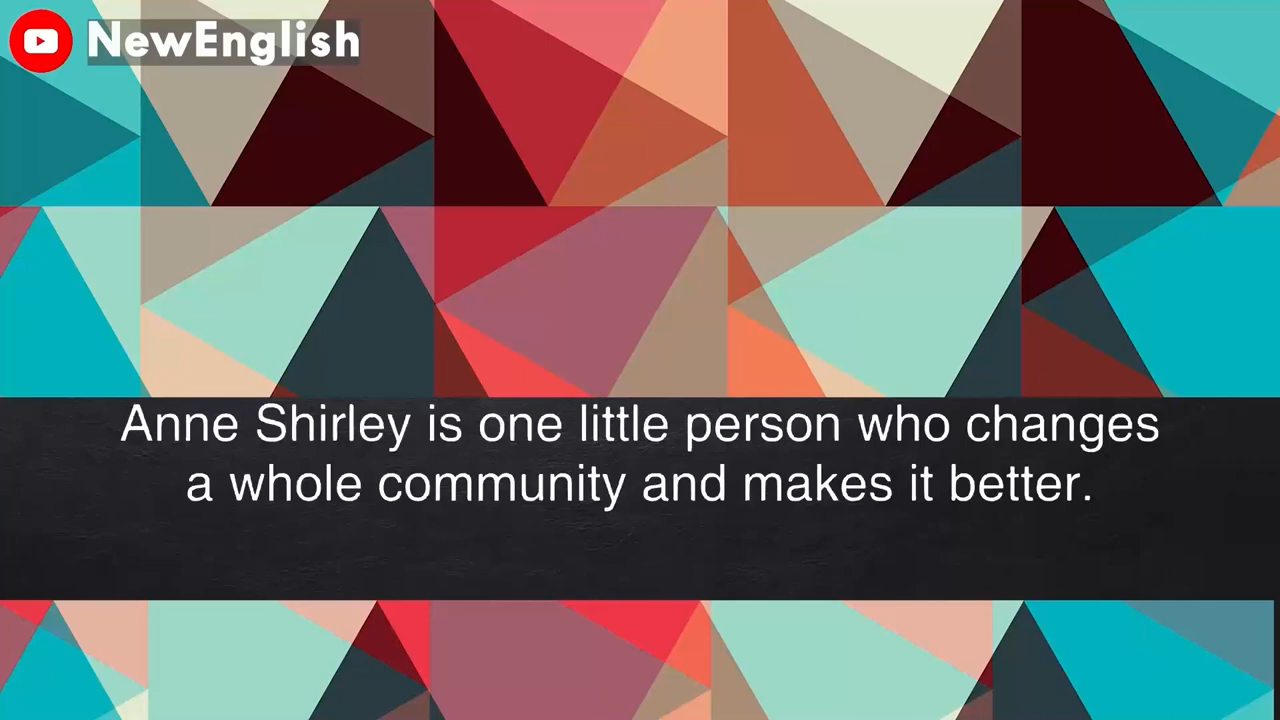 NewEnglish
Anne Shirley is one little person who changes
a whole community and makes it better.